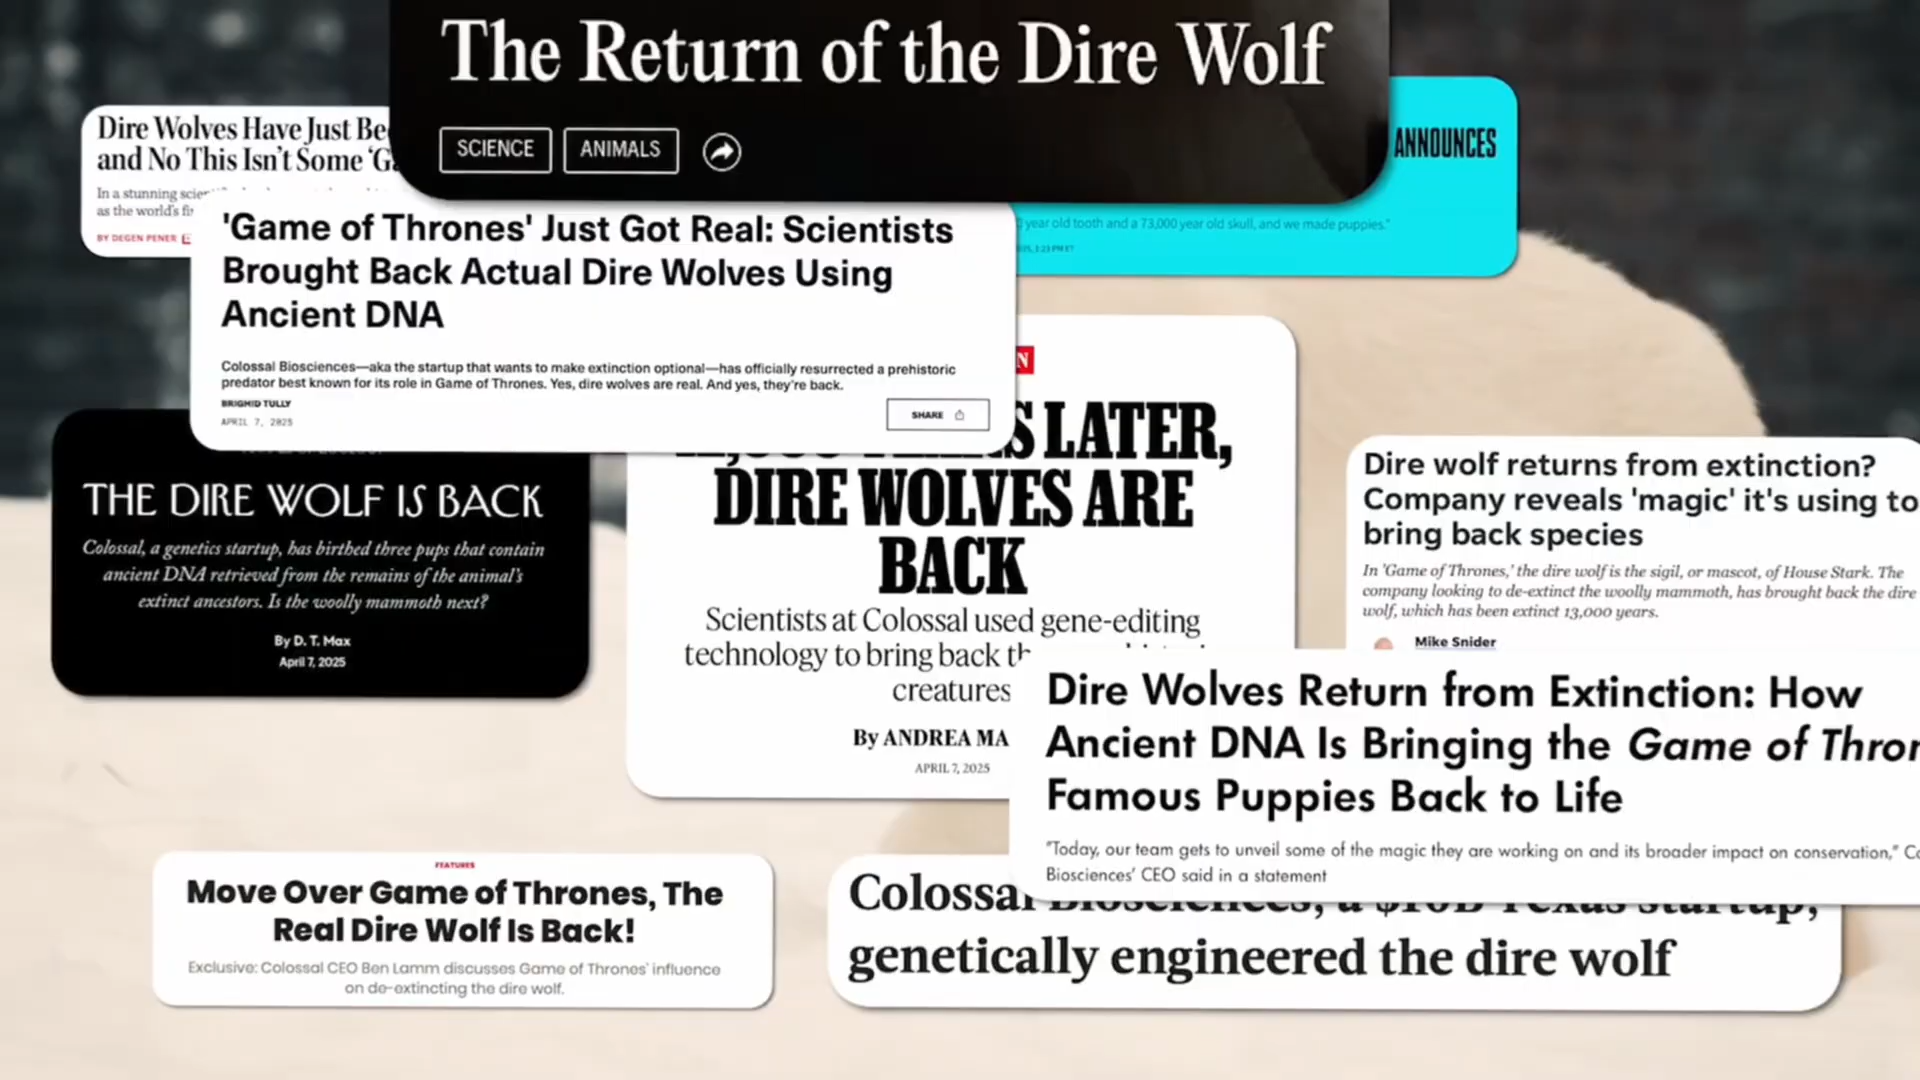 The Return of the Dire Wolf
SCIENCE ANIMALS
Dire Wolves Have Just Be
and No This Isn't Some 'G
In a stunning
as the world's
BY DEGEN PENER
ANNOUNCES
year old tooth and a 73,000 year old skull, and we made puppies."
'Game of Thrones' Just Got Real: Scientists
Brought Back Actual Dire Wolves Using
Ancient DNA
Colossal Biosciences—aka the startup that wants to make extinction optional—has officially resurrected a prehistoric
predator best known for its role in Game of Thrones. Yes, dire wolves are real. And yes, they're back.
BRIGHID TULLY
APRIL 7, 2025
SHARE
THE DIRE WOLF IS BACK
Colossal, a genetics startup, has birthed three pups that contain
ancient DNA retrieved from the remains of the animal's
extinct ancestors. Is the woolly mammoth next?
By D. T. Max
April 7, 2025
N
LATER,
DIRE WOLVES ARE
BACK
Scientists at Colossal used gene-editing
technology to bring back
creatures
By ANDREA MA
APRIL 7, 2025
Dire wolf returns from extinction?
Company reveals 'magic' it's using to
bring back species
In 'Game of Thrones,' the dire wolf is the sigil, or mascot, of House Stark. The
company looking to de-extinct the woolly mammoth, has brought back the dire
wolf, which has been extinct 13,000 years.
Mike Snider
Dire Wolves Return from Extinction: How
Ancient DNA Is Bringing the Game of Thron
Famous Puppies Back to Life
"Today, our team gets to unveil some of the magic they are working on and its broader impact on conservation," Co
Biosciences' CEO said in a statement
FEATURES
Move Over Game of Thrones, The
Real Dire Wolf Is Back!
Exclusive: Colossal CEO Ben Lamm discusses Game of Thrones' influence
on de-extincting the dire wolf.
Colossal Biosciences, a $10B Texas startup,
genetically engineered the dire wolf